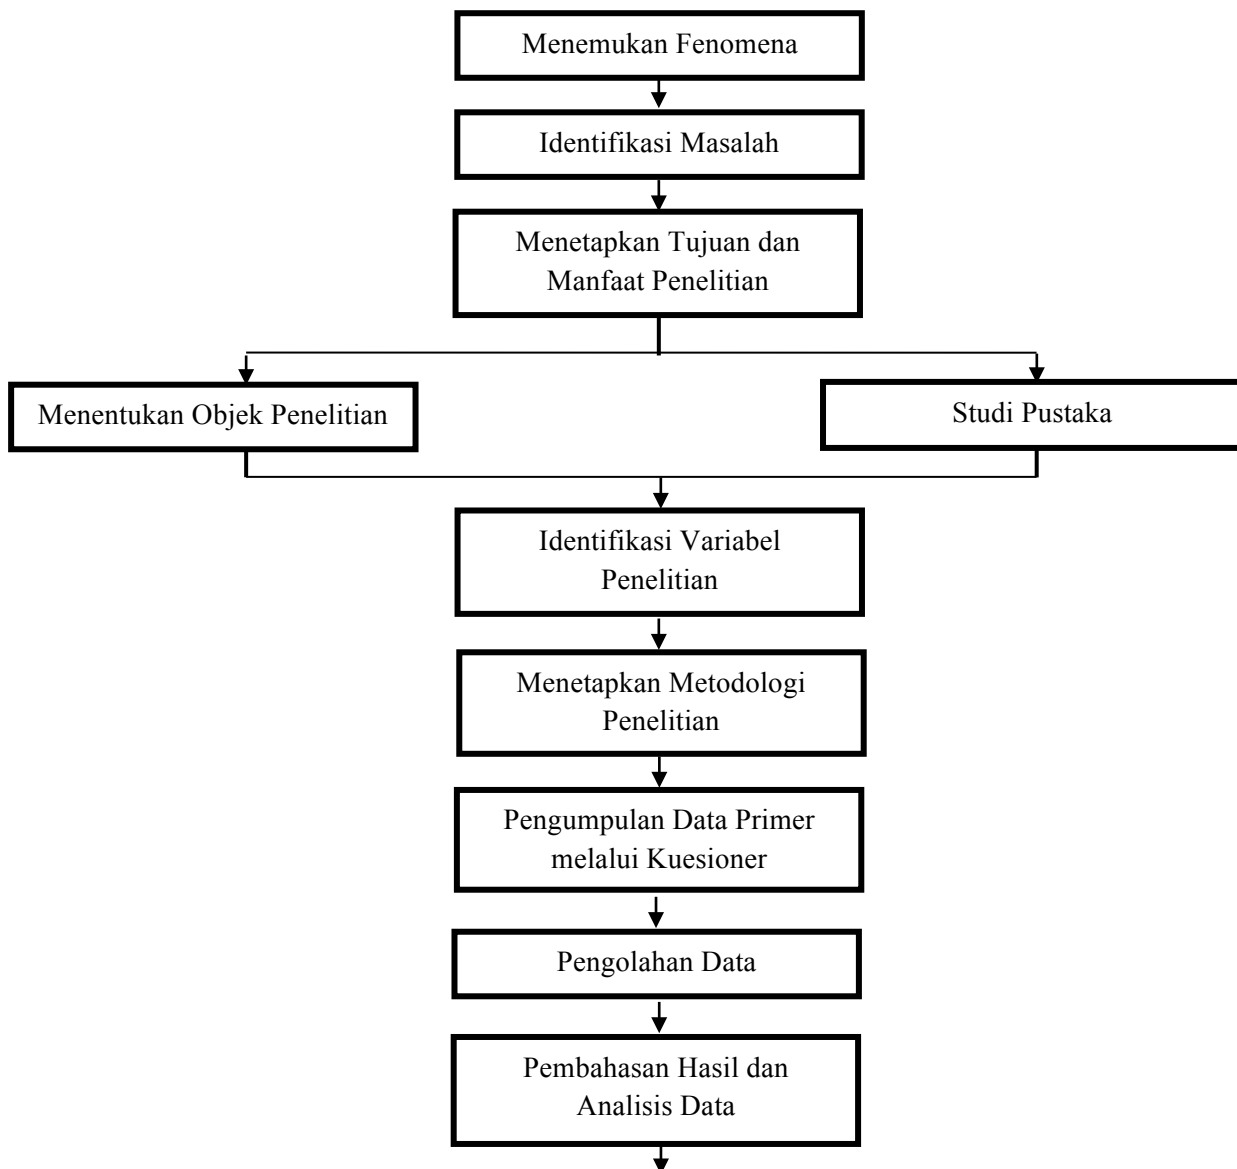 Menemukan Fenomena
Identifikasi Masalah
Menetapkan Tujuan dan
Manfaat Penelitian
Menentukan Objek Penelitian
Studi Pustaka
Identifikasi Variabel
Penelitian
Menetapkan Metodologi
Penelitian
Pengumpulan Data Primer
melalui Kuesioner
Pengolahan Data
Pembahasan Hasil dan
Analisis Data